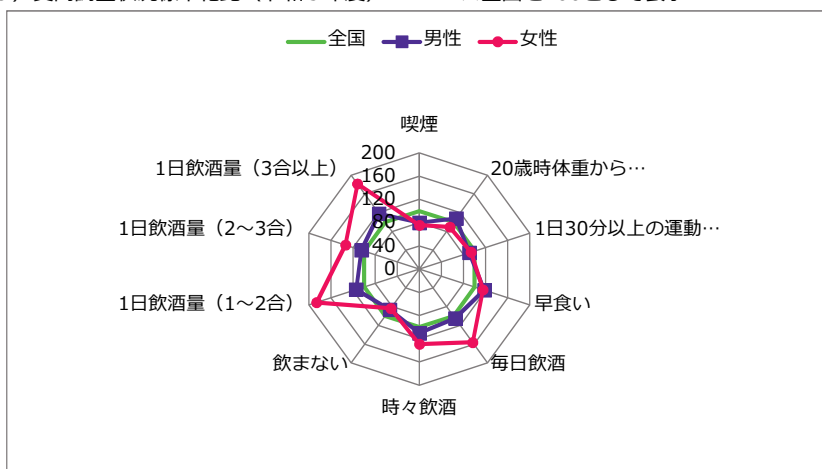 全国 男性 女性
喫煙
20歳時体重から…
1日30分以上の運動…
早食い
毎日飲酒
時々飲酒
飲まない
1日飲酒量（1～2合）
1日飲酒量（2～3合）
1日飲酒量（3合以上）
200
160
120
80
40
0